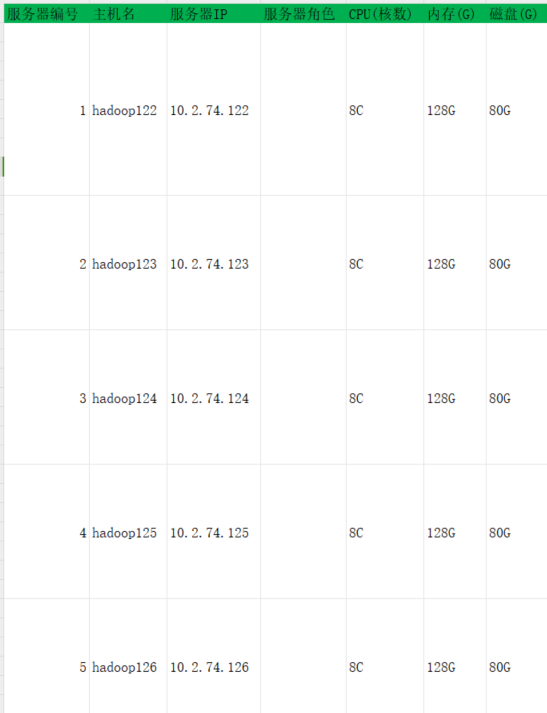 服务器编号 主机名 服务器IP 服务器角色 CPU(核数) 内存(G) 磁盘(G)
1 hadoop122 10.2.74.122 8C 128G 80G
2 hadoop123 10.2.74.123 8C 128G 80G
3 hadoop124 10.2.74.124 8C 128G 80G
4 hadoop125 10.2.74.125 8C 128G 80G
5 hadoop126 10.2.74.126 8C 128G 80G